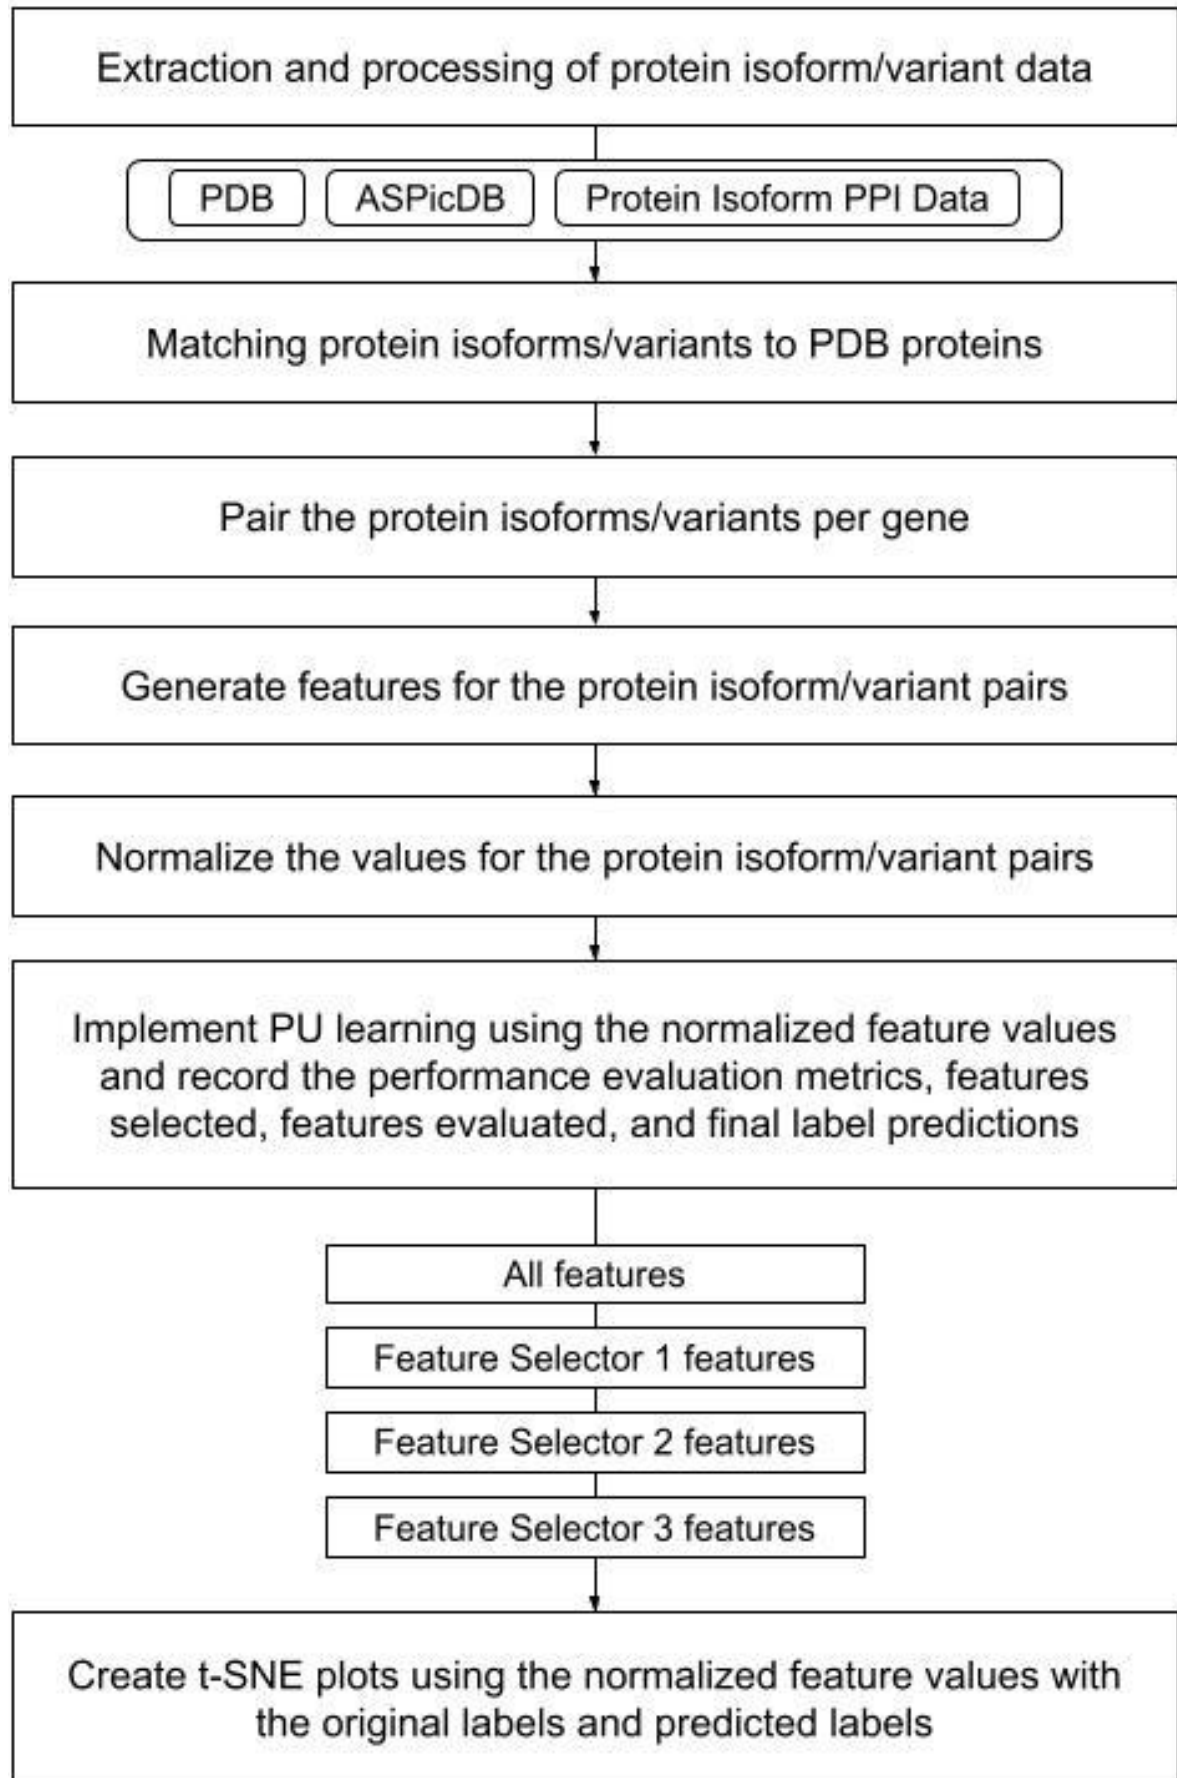 Extraction and processing of protein isoform/variant data
PDB ASPicDB Protein Isoform PPI Data
Matching protein isoforms/variants to PDB proteins
Pair the protein isoforms/variants per gene
Generate features for the protein isoform/variant pairs
Normalize the values for the protein isoform/variant pairs
Implement PU learning using the normalized feature values
and record the performance evaluation metrics, features
selected, features evaluated, and final label predictions
All features
Feature Selector 1 features
Feature Selector 2 features
Feature Selector 3 features
Create t-SNE plots using the normalized feature values with
the original labels and predicted labels